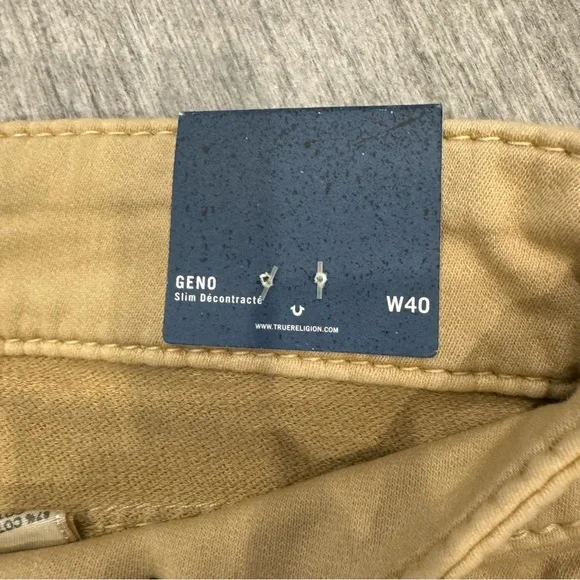 GENO
Slim Décontracté
W40
WWW.TRUERELIGION.COM